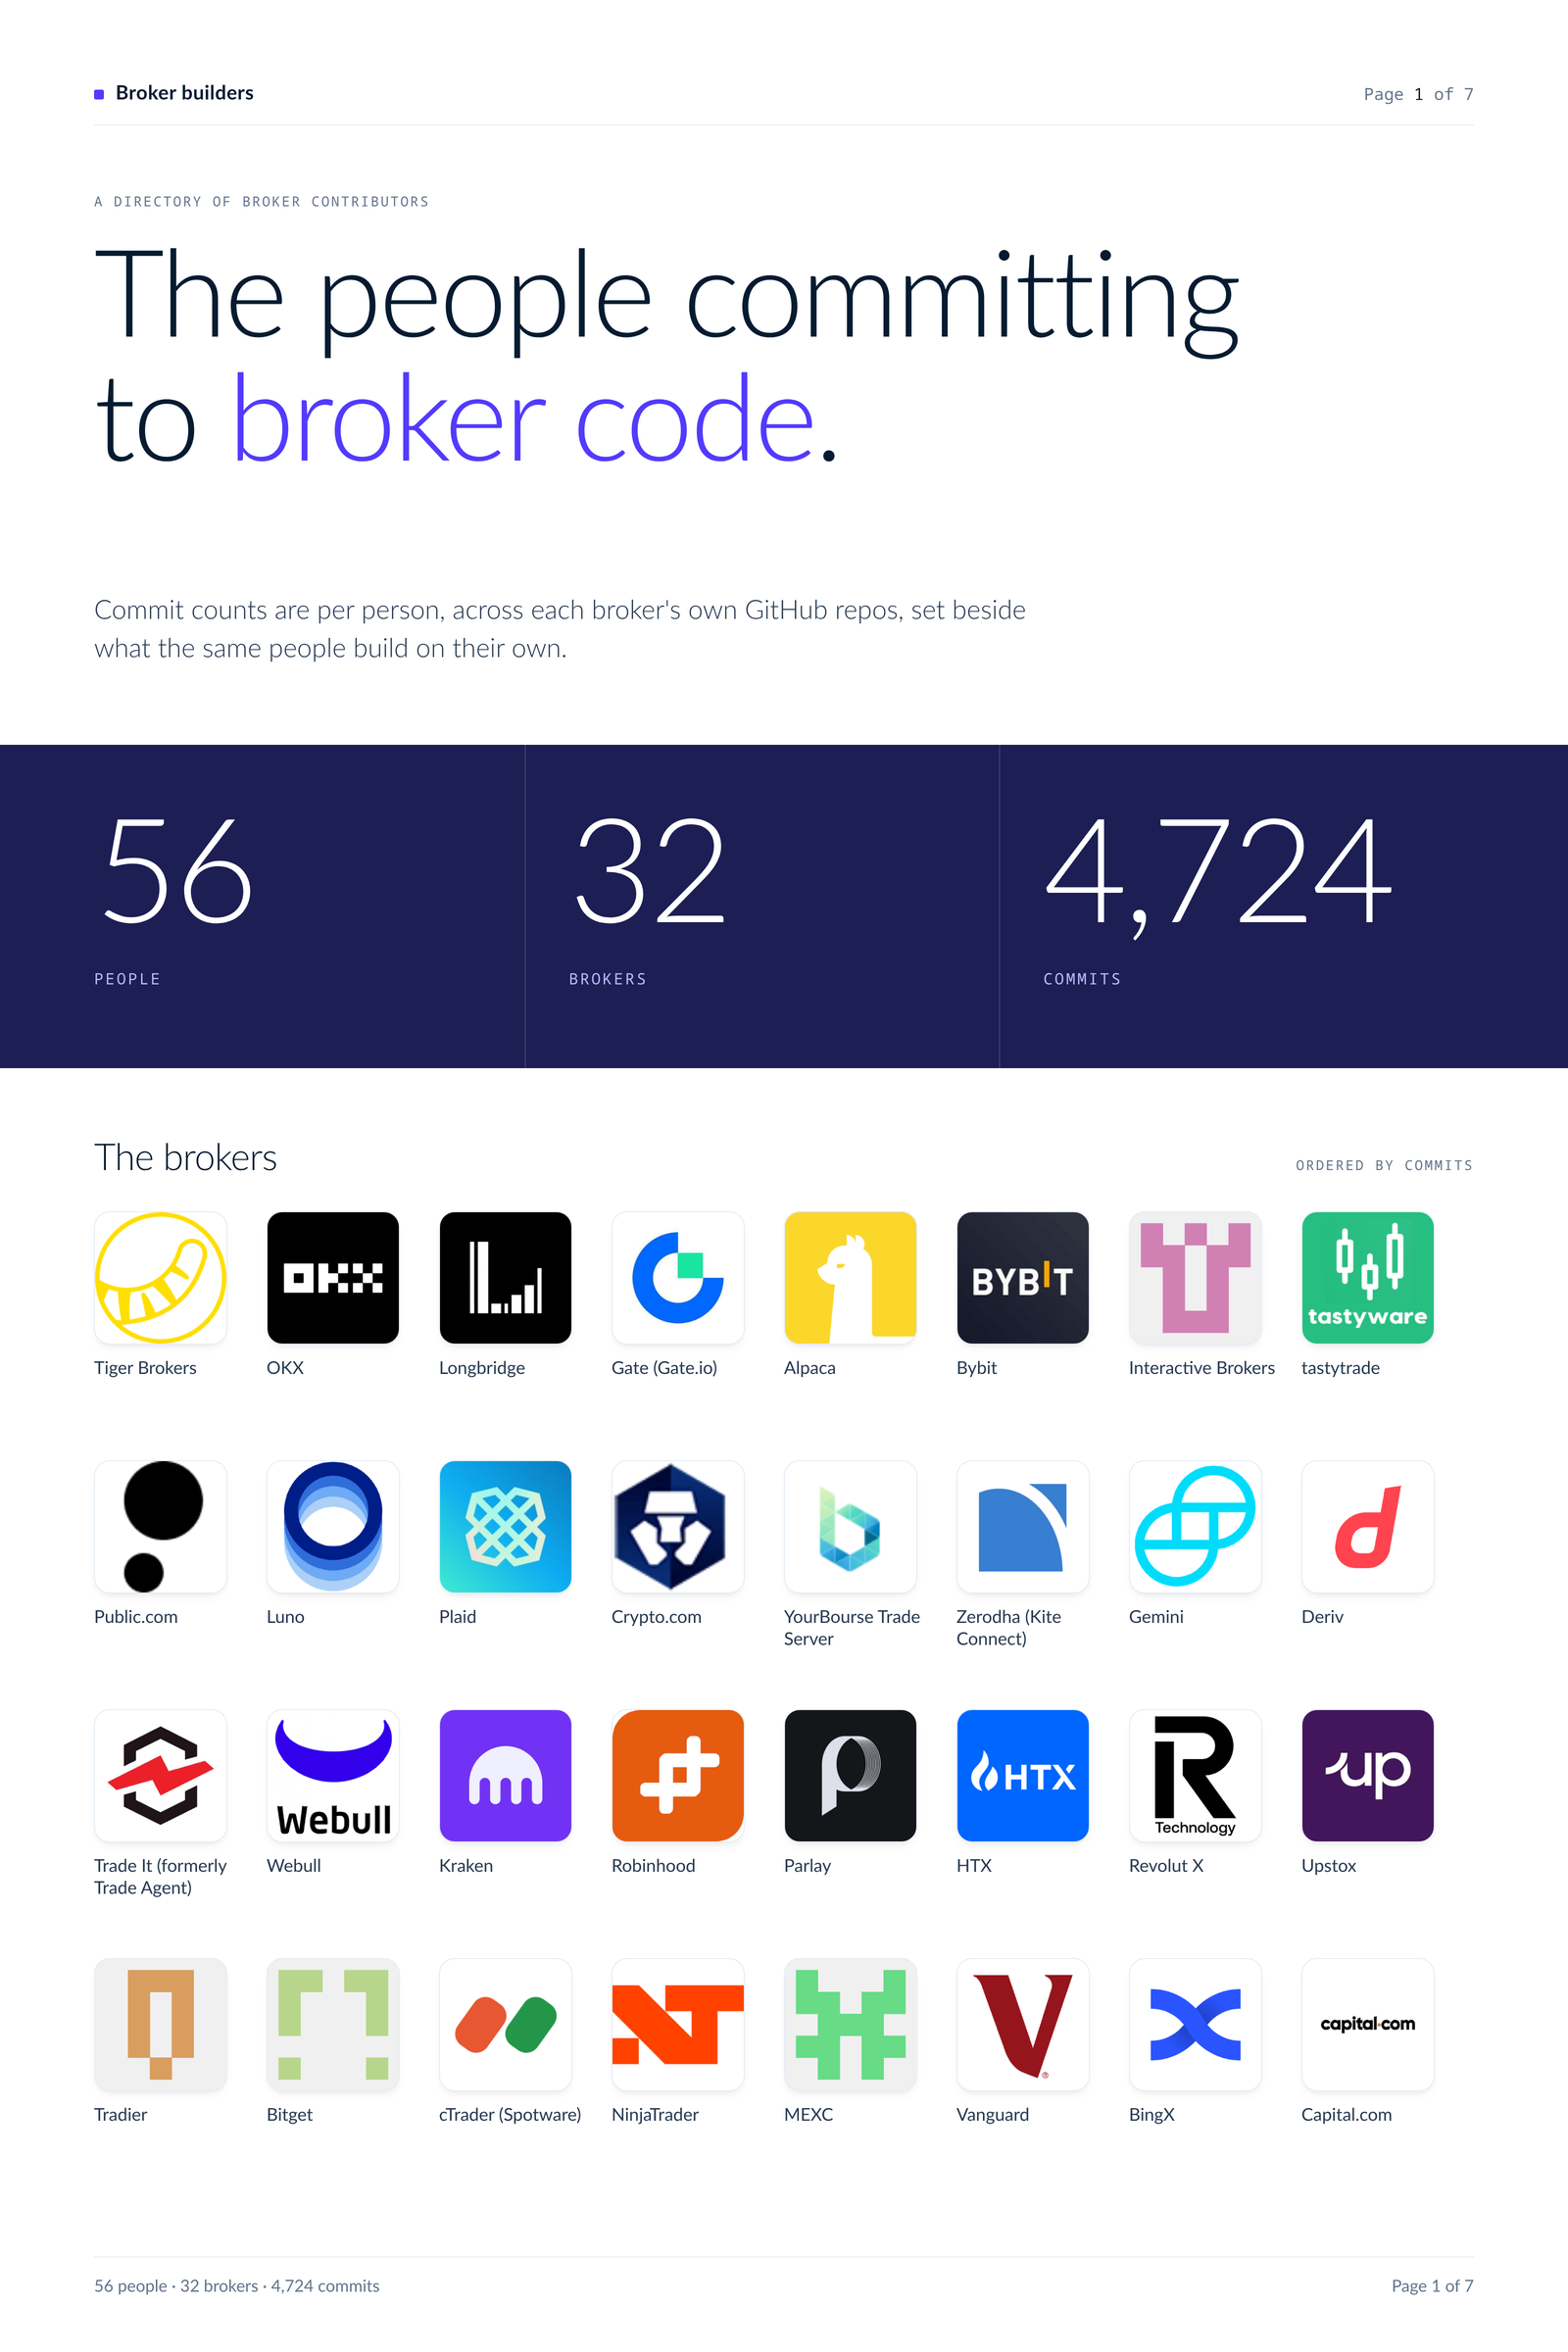 Broker builders
Page 1 of 7
A DIRECTORY OF BROKER CONTRIBUTORS
The people committing
to broker code.
Commit counts are per person, across each broker's own GitHub repos, set beside
what the same people build on their own.
56
PEOPLE
32
BROKERS
4,724
COMMITS
The brokers
ORDERED BY COMMITS
OKX
BYBIT
tastyware
Tiger Brokers
OKX
Longbridge
Gate (Gate.io)
Alpaca
Bybit
Interactive Brokers
tastytrade
Public.com
Luno
Plaid
Crypto.com
YourBourse Trade
Server
Zerodha (Kite
Connect)
Gemini
Deriv
Webull
HTX
R
Technology
up
Trade It (formerly
Trade Agent)
Webull
Kraken
Robinhood
Parlay
HTX
Revolut X
Upstox
capital.com
Tradier
Bitget
cTrader (Spotware)
NinjaTrader
MEXC
Vanguard
BingX
Capital.com
56 people · 32 brokers · 4,724 commits
Page 1 of 7